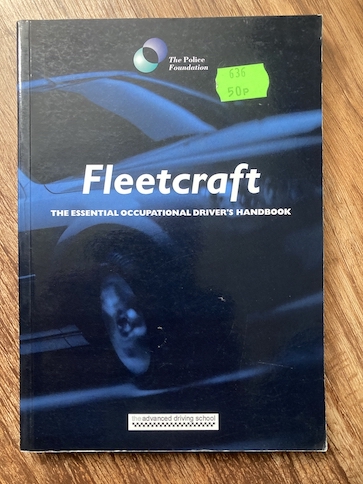 The Police
Foundation
636
50p
Fleetcraft
THE ESSENTIAL OCCUPATIONAL DRIVER'S HANDBOOK
the advanced driving school